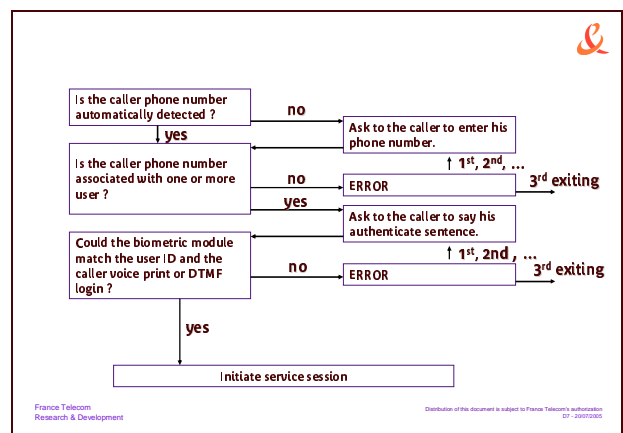 Is the caller phone number
automatically detected ?
no
yes
Ask to the caller to enter his
phone number.
Is the caller phone number
associated with one or more
user ?
1st, 2nd, ...
no
ERROR
3rd exiting
yes
Ask to the caller to say his
authenticate sentence.
Could the biometric module
match the user ID and the
caller voice print or DTMF
login ?
1st, 2nd , ...
no
ERROR
3rd exiting
yes
Initiate service session
France Telecom
Research & Development
Distribution of this document is subject to France Telecom's authorization
D7 - 20/07/2005